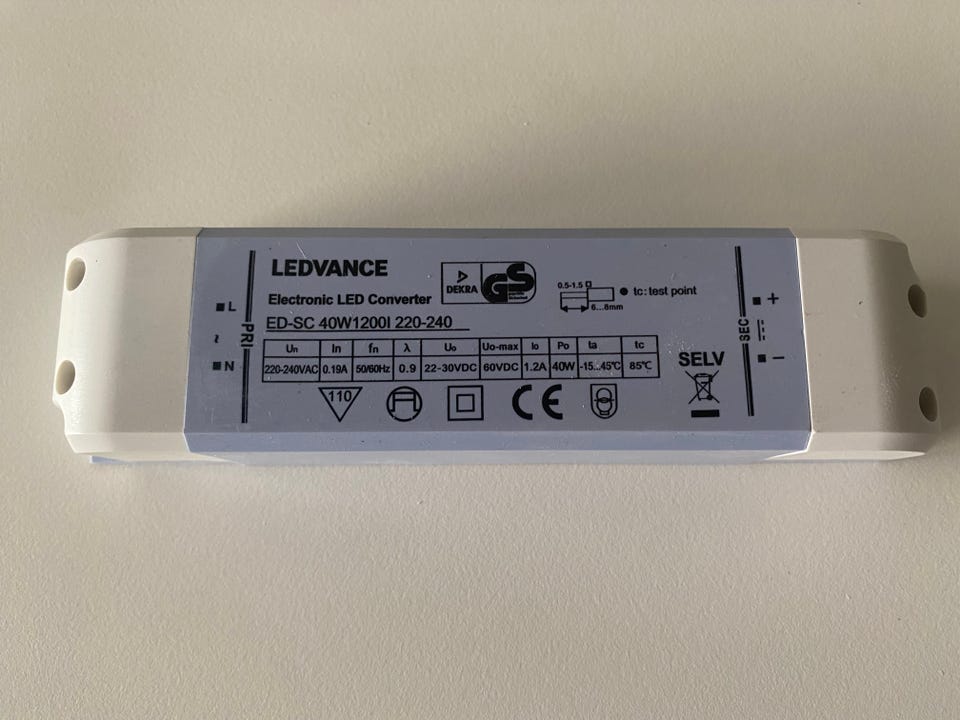 LEDVANCE
Electronic LED Converter
ED-SC 40W1200I 220-240
DEKRA
GS
0.5-1.5
6...8mm
tc: test point
L
~
N
PRI
Un In fn λ Uo Uo-max Io Po ta tc
220-240VAC 0.19A 50/60Hz 0.9 22-30VDC 60VDC 1.2A 40W -15...45℃ 85℃
110
CE
SELV
SEC
+
−